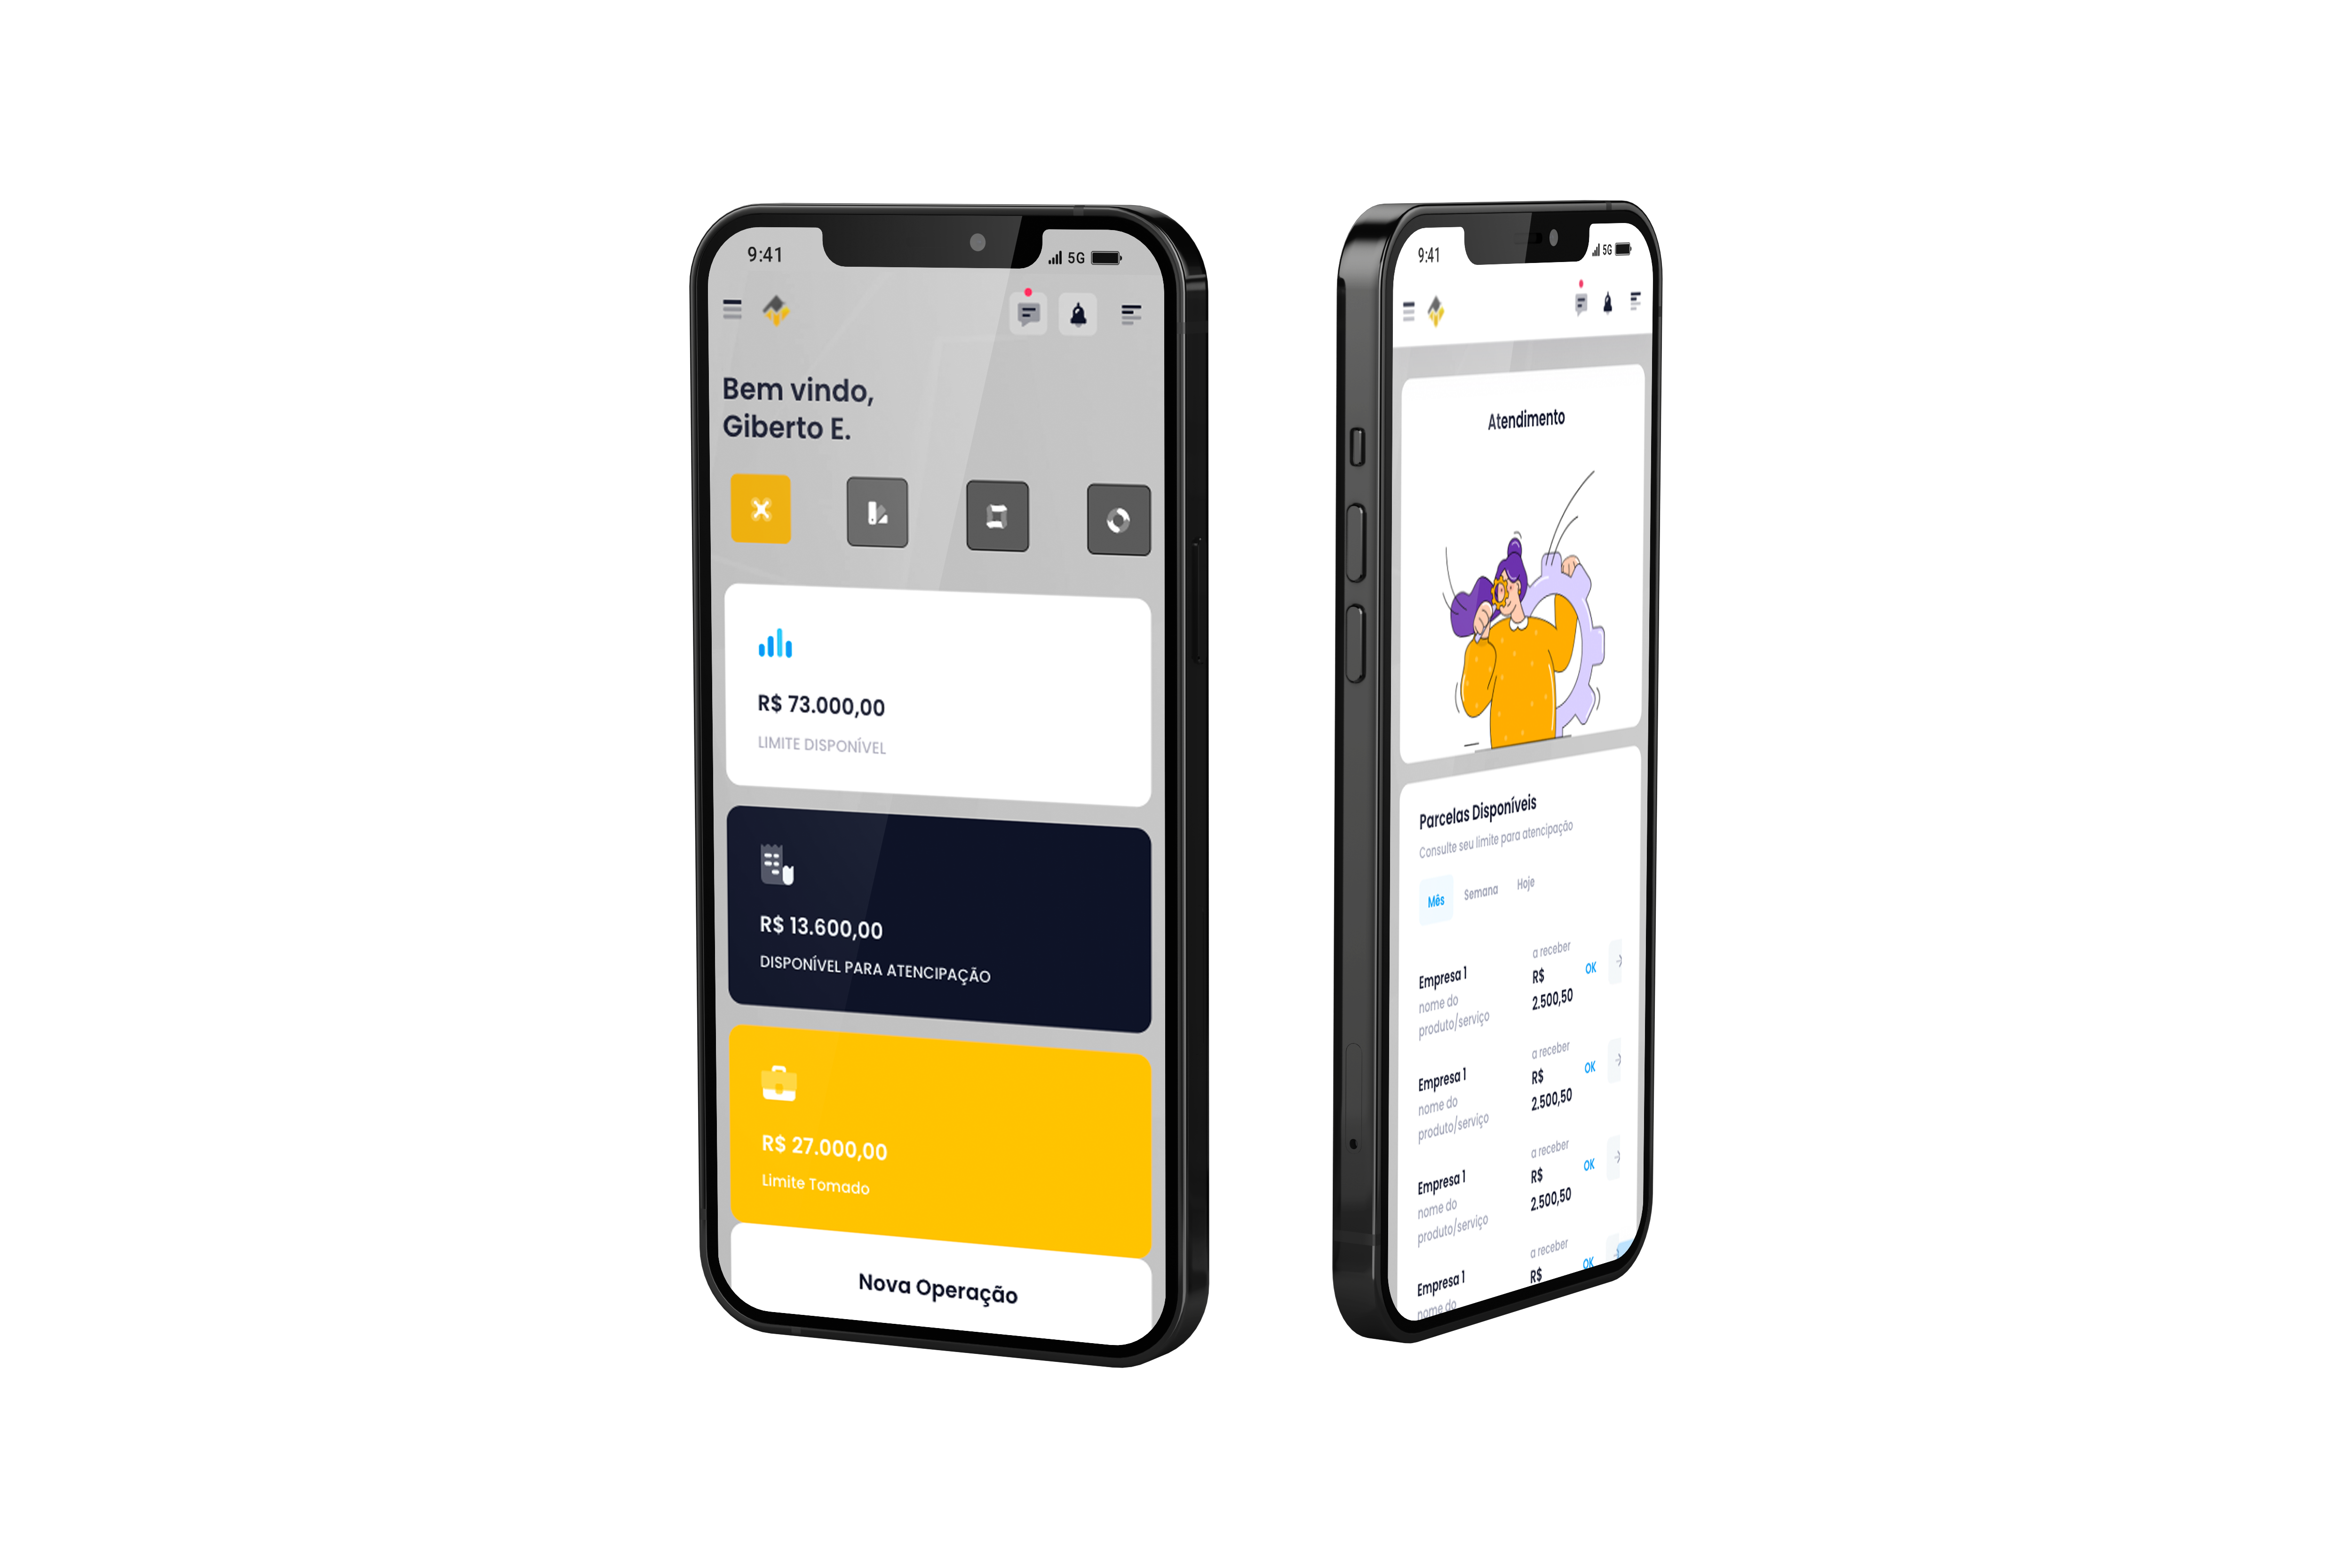 9:41
5G
Bem vindo,
Giberto E.
R$ 73.000,00
LIMITE DISPONÍVEL
R$ 13.600,00
DISPONÍVEL PARA ATENCIPAÇÃO
R$ 27.000,00
Limite Tomado
Nova Operação
9:41
5G
Atendimento
Parcelas Disponíveis
Consulte seu limite para atencipação
Mês Semana Hoje
a receber
Empresa 1 R$ OK
nome do 2.500,50
produto/serviço
a receber
Empresa 1 R$ OK
nome do 2.500,50
produto/serviço
a receber
Empresa 1 R$ OK
nome do 2.500,50
produto/serviço
a receber
Empresa 1 R$ OK
nome do